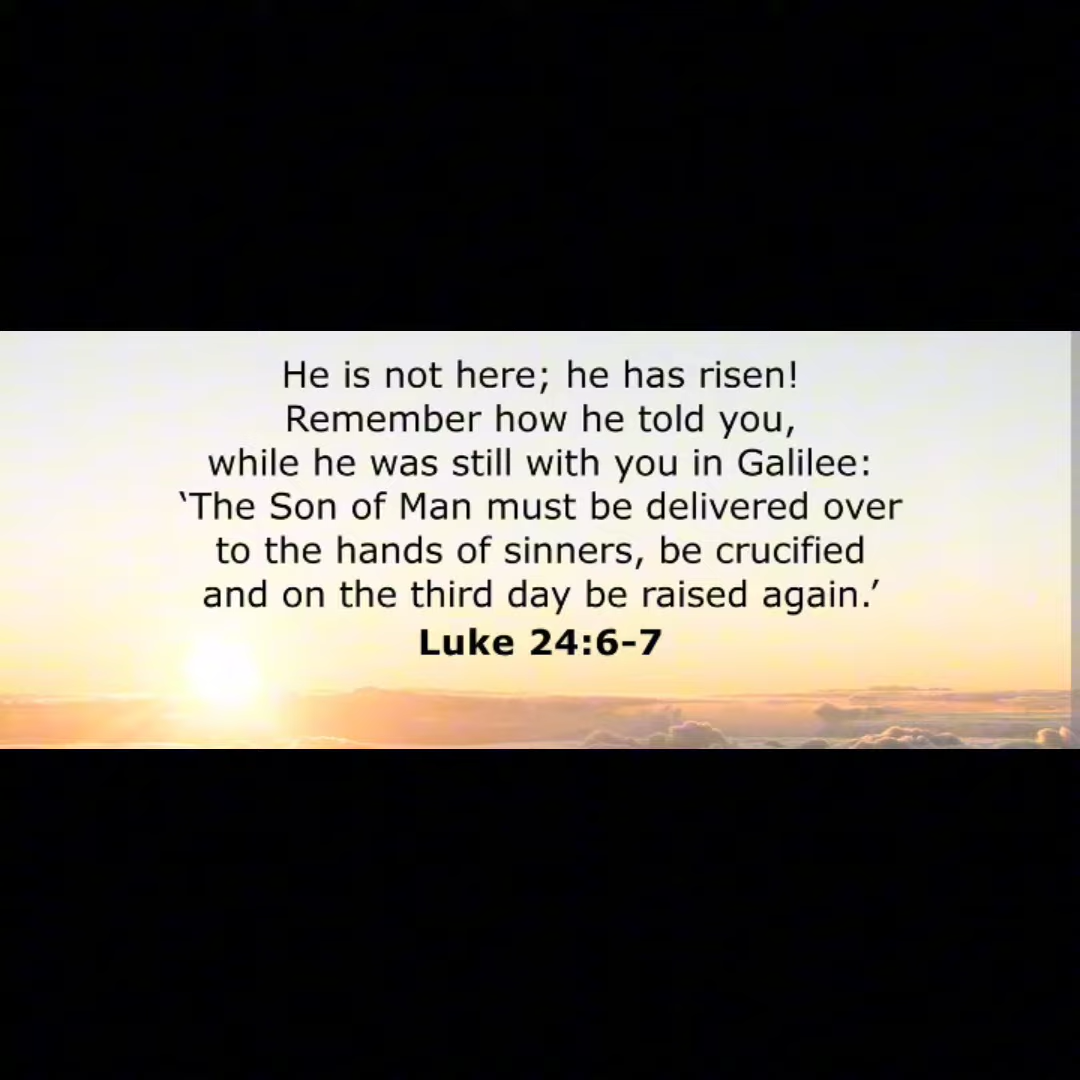 He is not here; he has risen!
Remember how he told you,
while he was still with you in Galilee:
‘The Son of Man must be delivered over
to the hands of sinners, be crucified
and on the third day be raised again.’
Luke 24:6-7